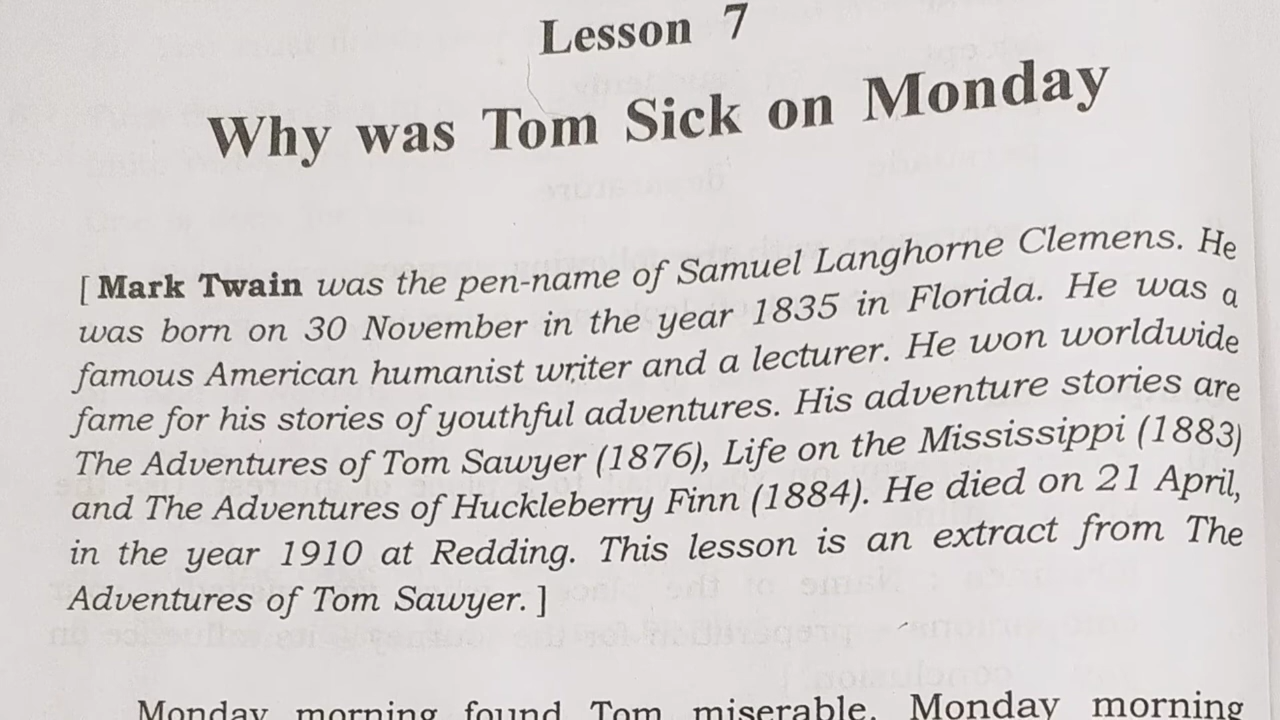 Lesson 7
Why was Tom Sick on Monday
[ Mark Twain was the pen-name of Samuel Langhorne Clemens. He
was born on 30 November in the year 1835 in Florida. He was a
famous American humanist writer and a lecturer. He won worldwide
fame for his stories of youthful adventures. His adventure stories are
The Adventures of Tom Sawyer (1876), Life on the Mississippi (1883)
and The Adventures of Huckleberry Finn (1884). He died on 21 April,
in the year 1910 at Redding. This lesson is an extract from The
Adventures of Tom Sawyer. ]
Monday morning found Tom miserable. Monday morning